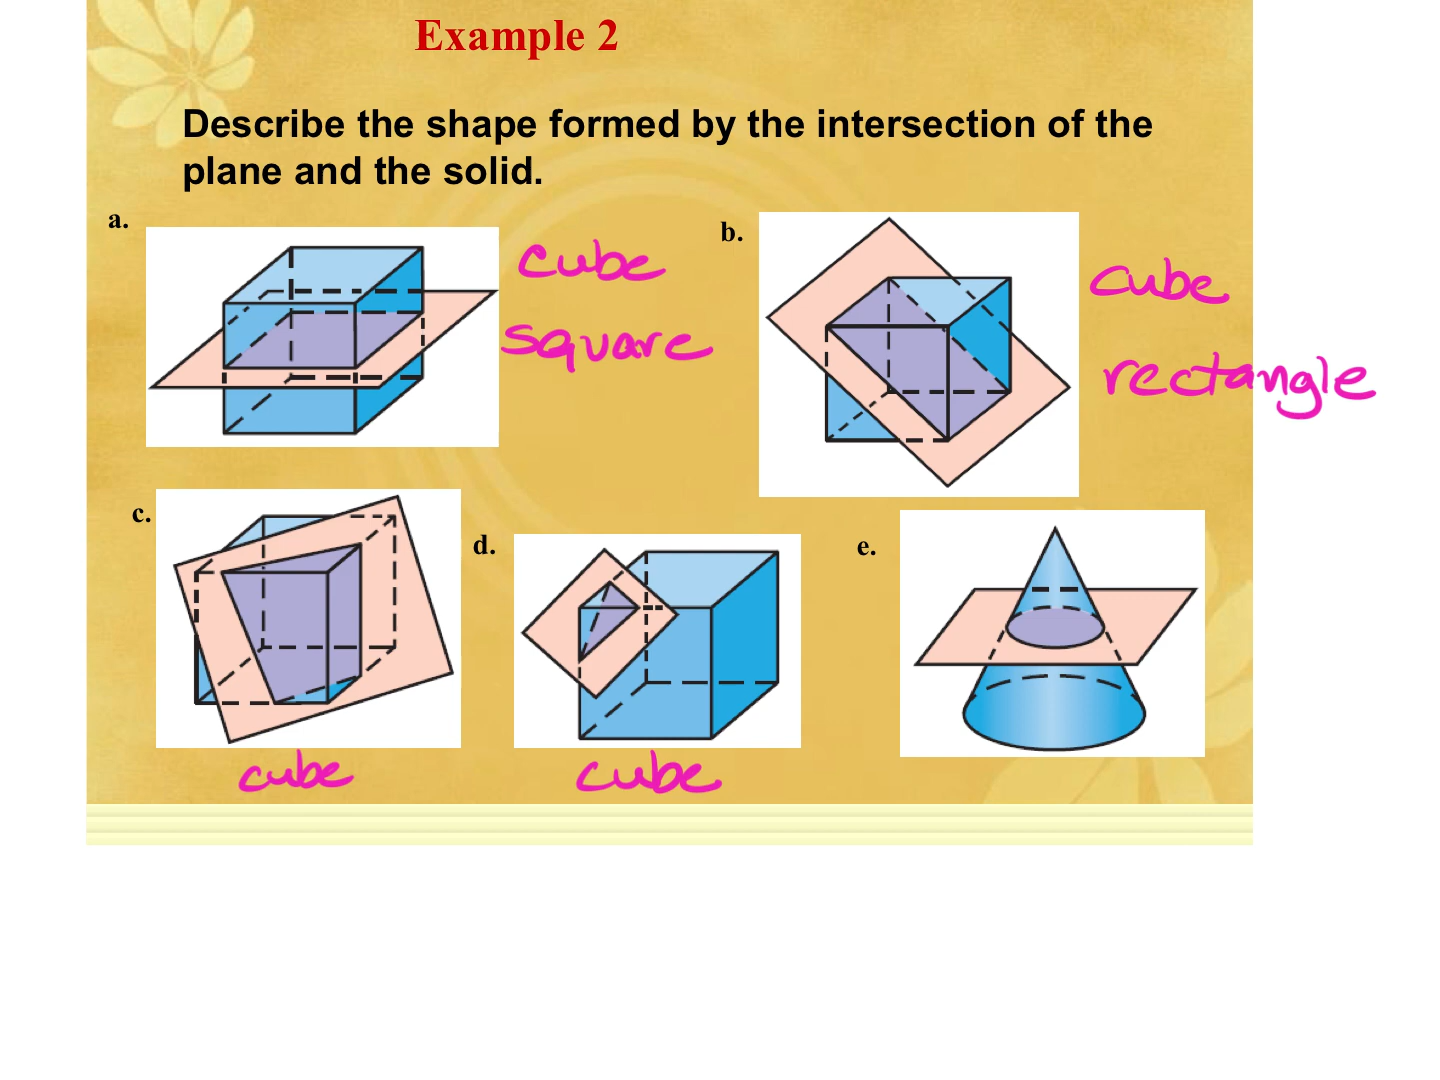 Example 2
Describe the shape formed by the intersection of the
plane and the solid.
a.
cube
square
b.
cube
rectangle
c.
cube
d.
cube
e.